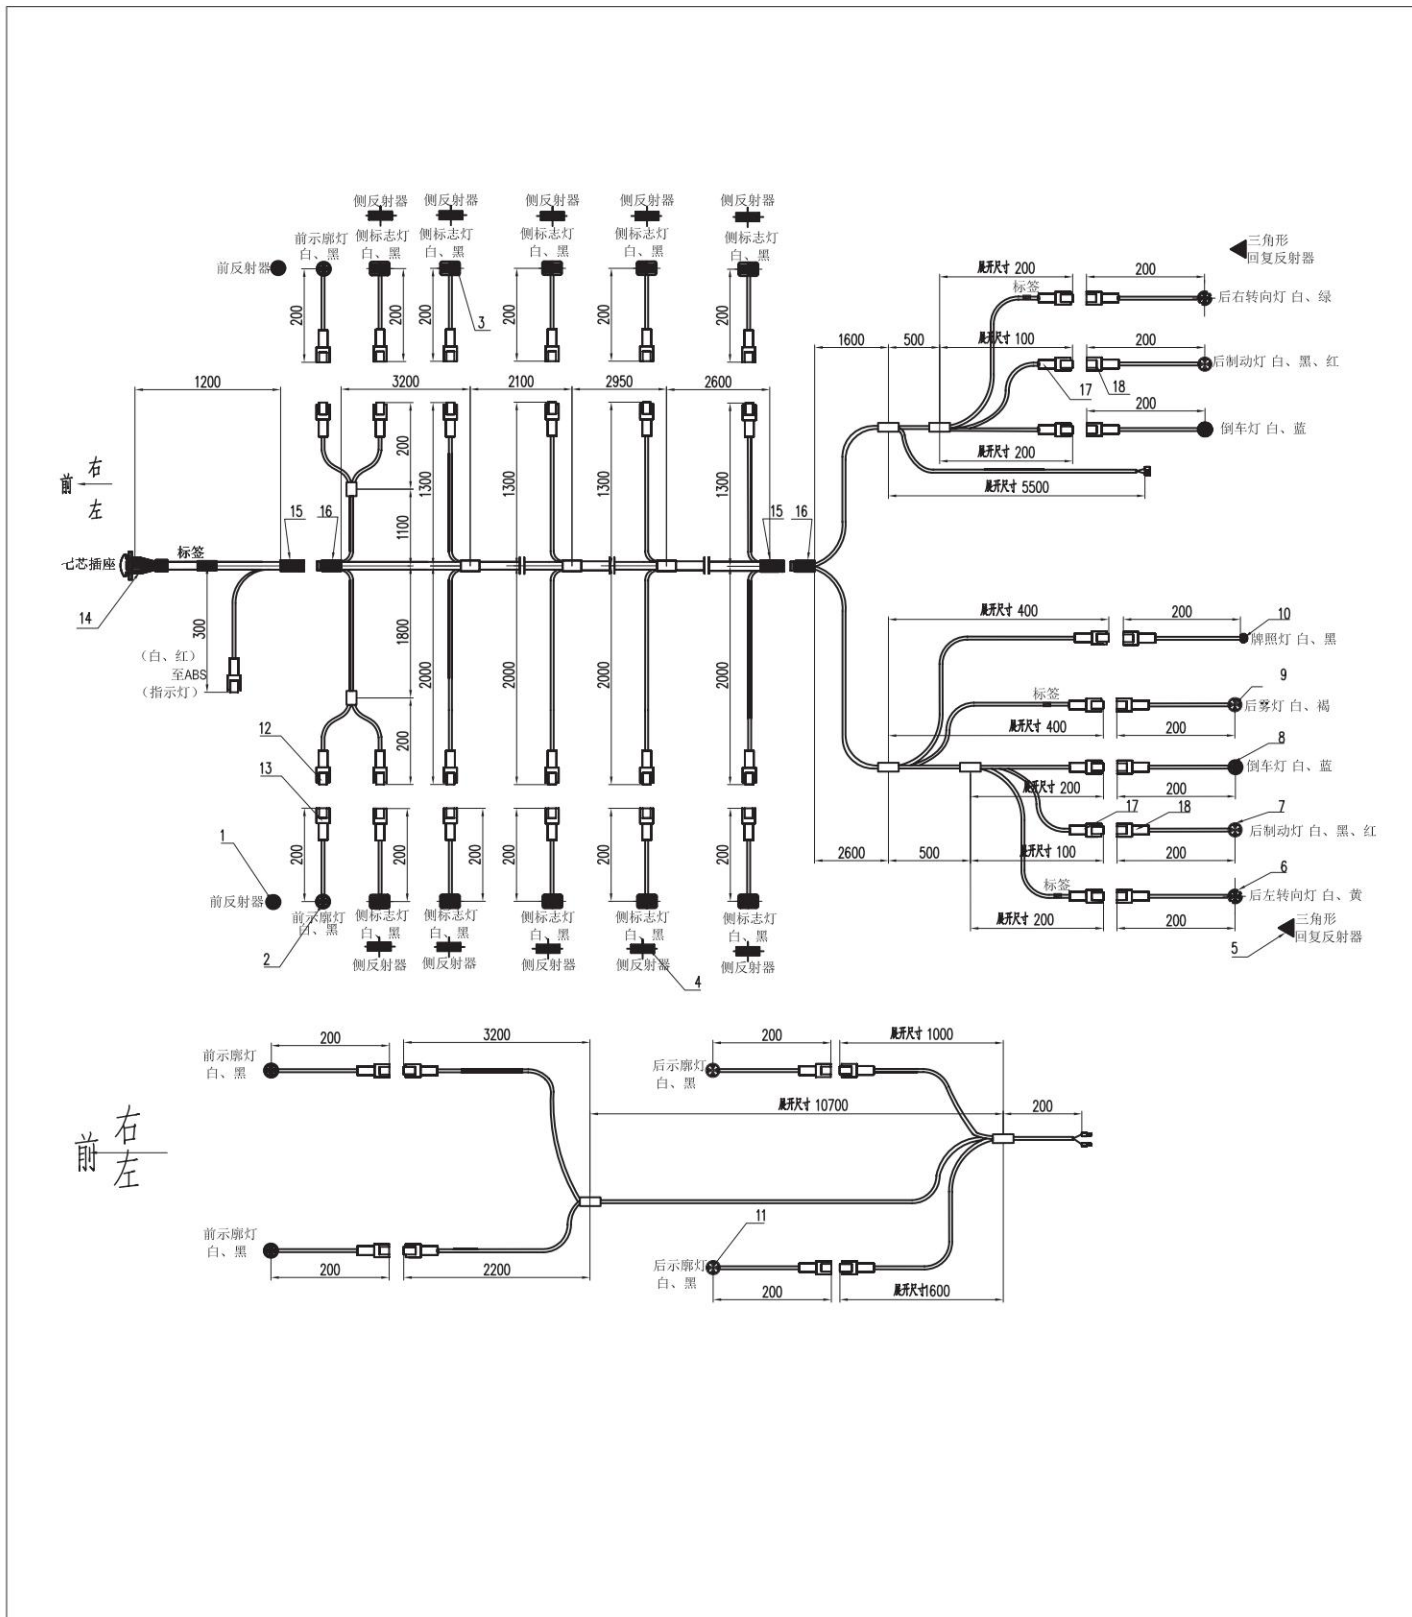 侧反射器 侧反射器 侧反射器 侧反射器 侧反射器
前示廓灯 侧标志灯 侧标志灯 侧标志灯 侧标志灯 侧标志灯
白、黑 白、黑 白、黑 白、黑 白、黑 白、黑
前反射器
200 200 200 200 200 200
3
三角形
回复反射器
展开尺寸 200 200
标签
后右转向灯 白、绿
1600 500 展开尺寸 100 200
后制动灯 白、黑、红
17 18
200
倒车灯 白、蓝
展开尺寸 200
展开尺寸 5500
1200 3200 2100 2950 2600
200 1300 1300 1300 1300
1100
右
前
左
15 16 15 16
七芯插座
标签
14
300
(白、红)
至ABS
(指示灯)
1800 2000 2000 2000 2000
200
展开尺寸 400 200 10
牌照灯 白、黑
标签 9
后雾灯 白、褐
展开尺寸 400 200
8
倒车灯 白、蓝
展开尺寸 200 200
17 18 7
后制动灯 白、黑、红
2600 500 展开尺寸 100 200
6
标签
后左转向灯 白、黄
展开尺寸 200 200
三角形
回复反射器
5
12
13
1
200 200 200 200 200 200
前反射器
前示廓灯 侧标志灯 侧标志灯 侧标志灯 侧标志灯 侧标志灯
白、黑 白、黑 白、黑 白、黑 白、黑 白、黑
2
侧反射器 侧反射器 侧反射器 侧反射器 侧反射器
4
200 3200 200 展开尺寸 1000
前示廓灯
白、黑
后示廓灯
白、黑
展开尺寸 10700 200
右
前
左
前示廓灯
白、黑
200 2200
11
后示廓灯
白、黑
200 展开尺寸1600